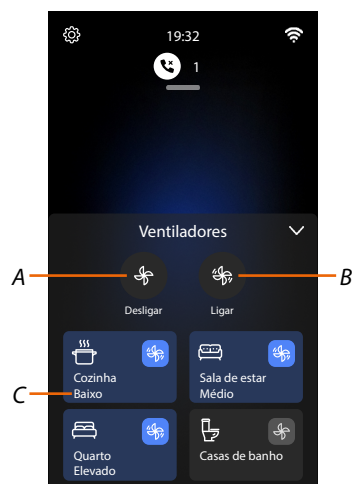 19:32
1
Ventiladores
A
B
Desligar
Ligar
C
Cozinha
Baixo
Sala de estar
Médio
Quarto
Elevado
Casas de banho